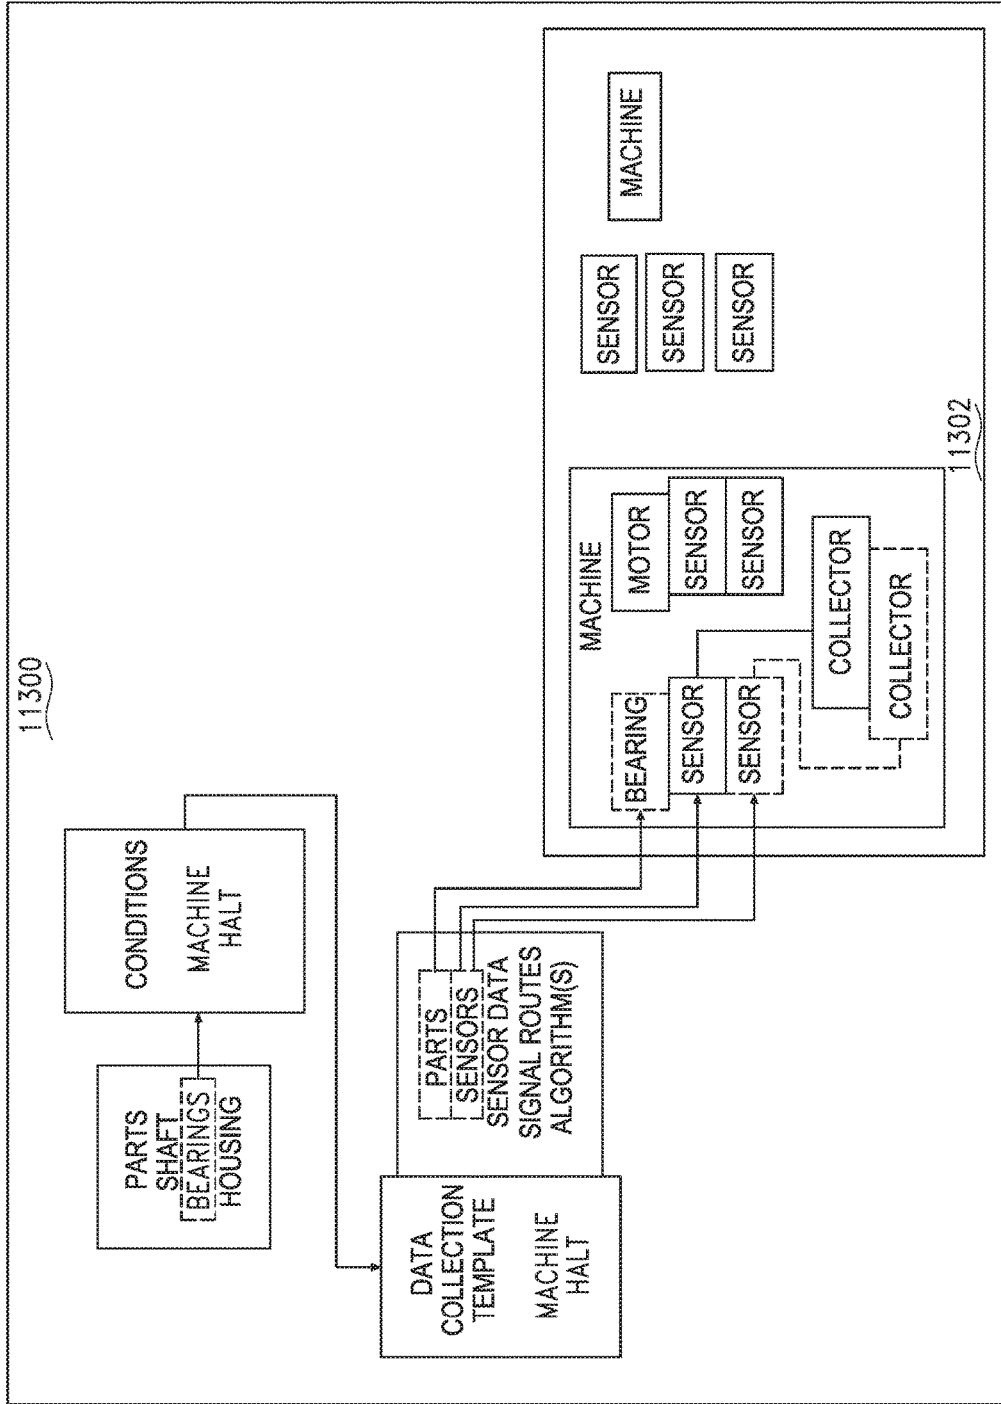 11300
PARTS
SHAFT
BEARINGS
HOUSING
CONDITIONS
MACHINE
HALT
DATA
COLLECTION
TEMPLATE
MACHINE
HALT
PARTS
SENSORS
SENSOR DATA
SIGNAL ROUTES
ALGORITHM(S)
MACHINE
BEARING
SENSOR
SENSOR
MOTOR
SENSOR
SENSOR
COLLECTOR
COLLECTOR
SENSOR
SENSOR
SENSOR
MACHINE
11302